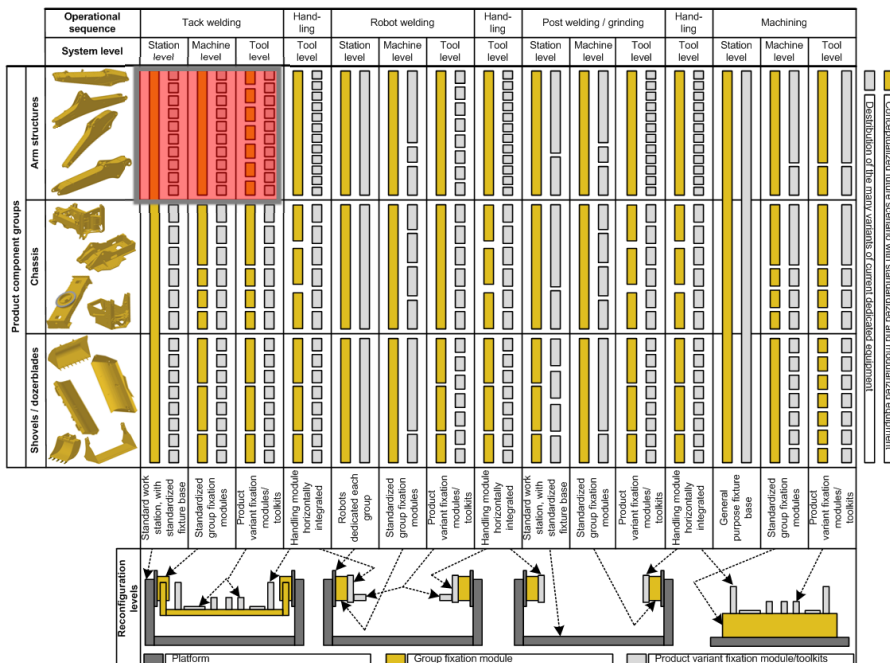 Operational sequence
Tack welding
Hand-
ling
Robot welding
Hand-
ling
Post welding / grinding
Hand-
ling
Machining
System level
Station level
Machine level
Tool level
Tool level
Station level
Machine level
Tool level
Tool level
Station level
Machine level
Tool level
Tool level
Station level
Machine level
Tool level
Product component groups
Arm structures
Chassis
Shovels / dozerblades
Standard work station, with standardized fixture base
Standardized group fixation modules
Product variant fixation modules/ toolkits
Handling module horizontally integrated
Robots dedicated each group
Standardized group fixation modules
Product variant fixation modules/ toolkits
Handling module horizontally integrated
Standard work station, with standardized fixture base
Standardized group fixation modules
Product variant fixation modules/ toolkits
Handling module horizontally integrated
General purpose fixture base
Standardized group fixation modules
Product variant fixation modules/ toolkits
Distribution of the many variants of current dedicated equipment
Conceptualized future scenario with standardized and modularized equipment
Reconfiguration levels
Platform
Group fixation module
Product variant fixation module/toolkits